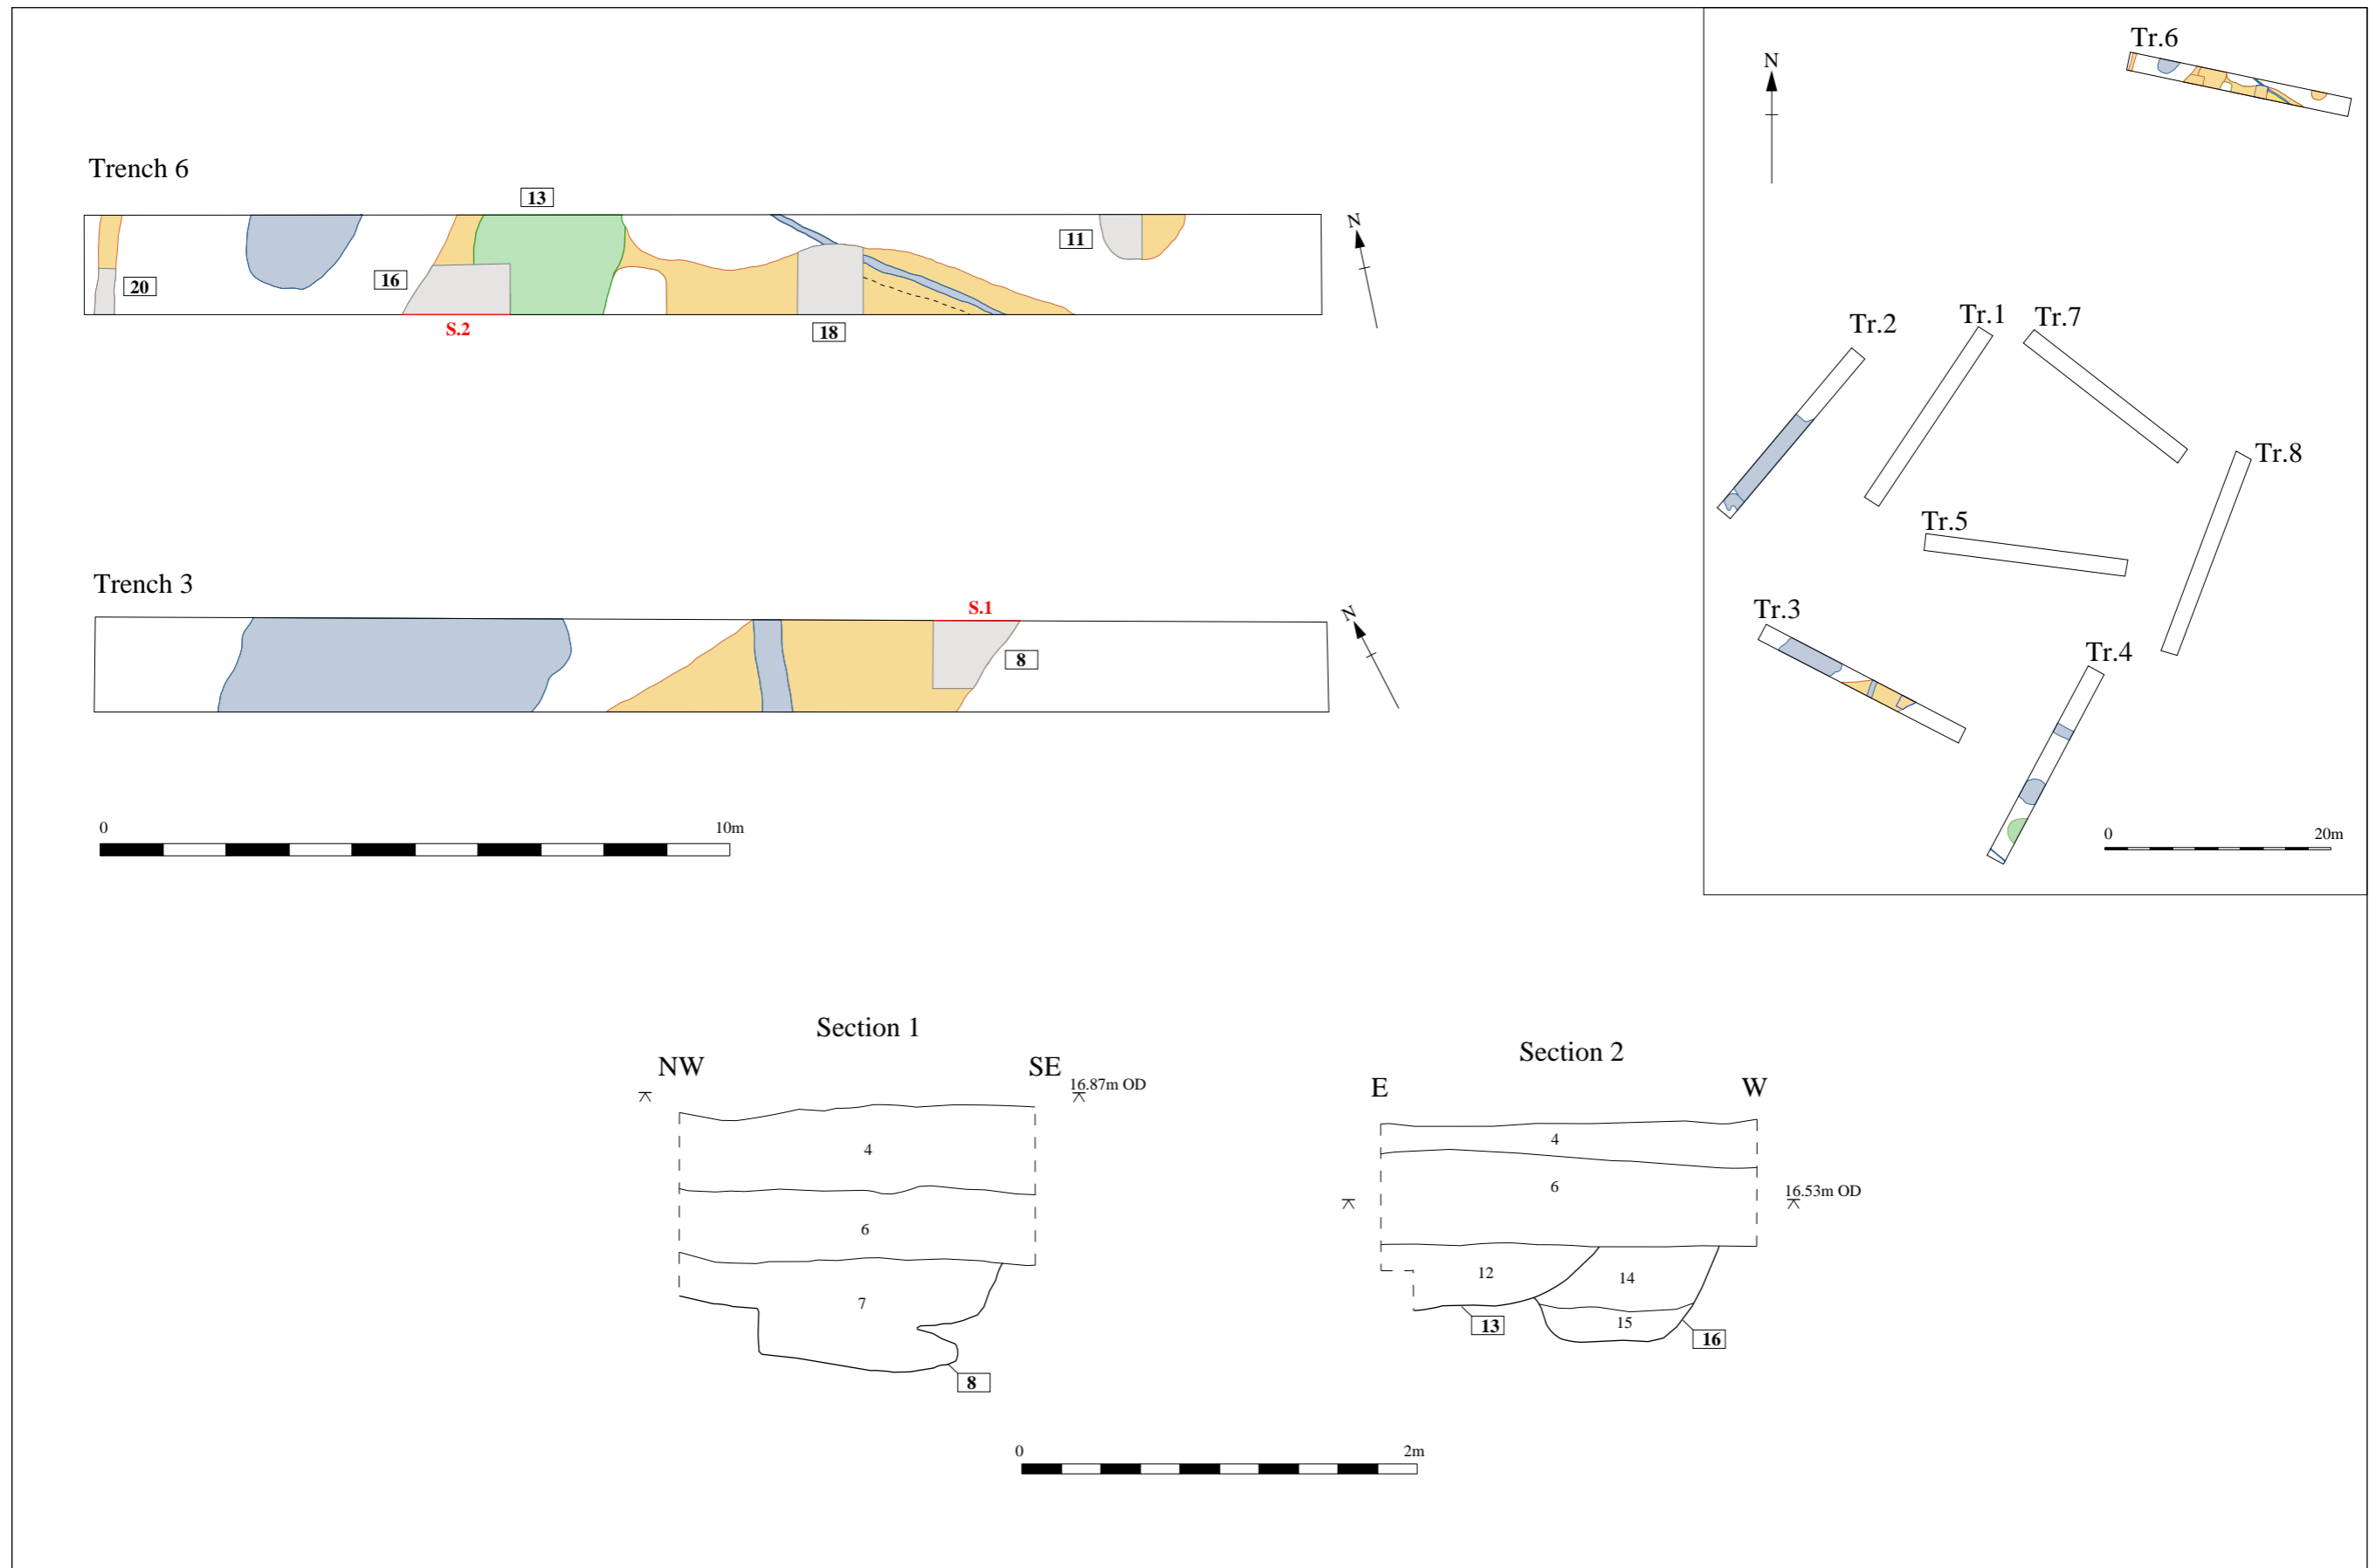 Trench 6
13
11
16
20
S.2
18
N
Trench 3
S.1
8
N
0 10m
N
Tr.6
Tr.2
Tr.1
Tr.7
Tr.8
Tr.5
Tr.3
Tr.4
0 20m
Section 1
NW SE
16.87m OD
4
6
7
8
Section 2
E W
4
6
16.53m OD
12
14
15
13
16
0 2m